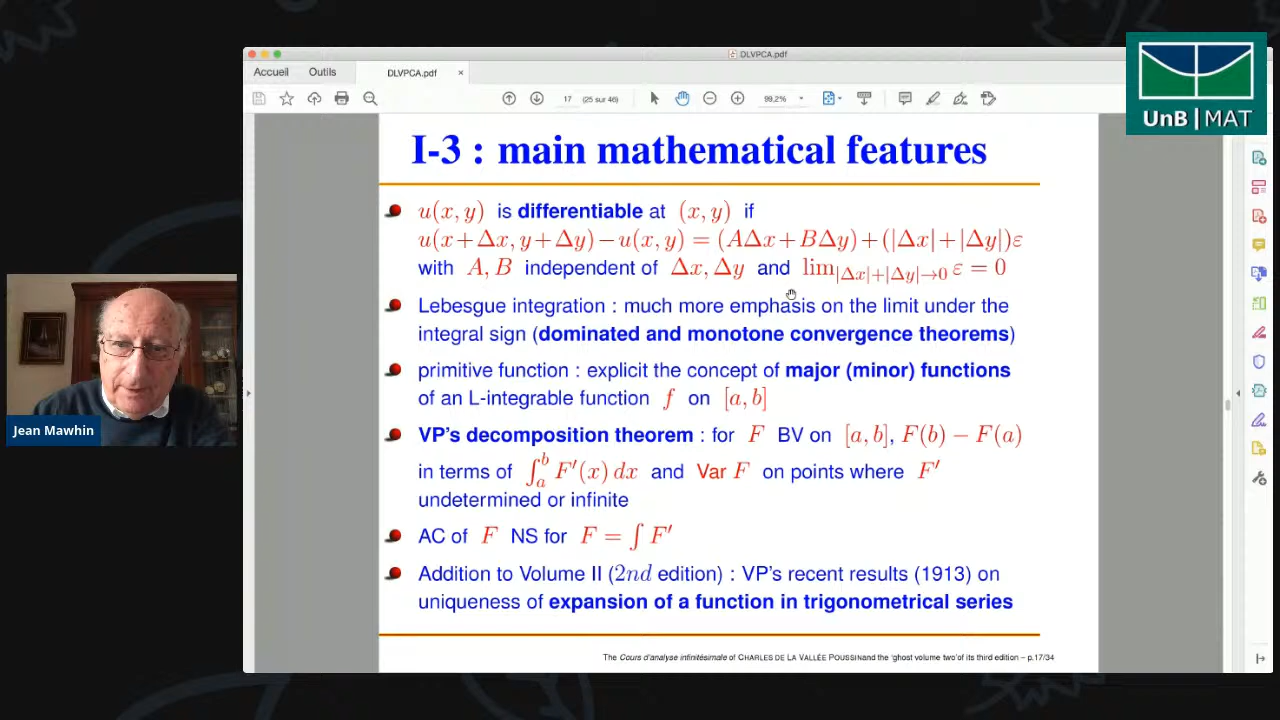 DLVPCA.pdf
Accueil Outils DLVPCA.pdf ×
17 (25 sur 46) 99,2%
UnB | MAT
I-3 : main mathematical features
u(x, y) is differentiable at (x, y) if
u(x+Δx, y+Δy)−u(x, y) = (AΔx+BΔy)+(|Δx|+|Δy|)ε
with A, B independent of Δx, Δy and lim|Δx|+|Δy|→0 ε = 0
Lebesgue integration : much more emphasis on the limit under the
integral sign (dominated and monotone convergence theorems)
primitive function : explicit the concept of major (minor) functions
of an L-integrable function f on [a, b]
VP's decomposition theorem : for F BV on [a, b], F(b) − F(a)
in terms of ∫_a^b F′(x) dx and Var F on points where F′
undetermined or infinite
AC of F NS for F = ∫ F′
Addition to Volume II (2nd edition) : VP's recent results (1913) on
uniqueness of expansion of a function in trigonometrical series
The Cours d'analyse infinitésimale of CHARLES DE LA VALLÉE POUSSINand the 'ghost volume two'of its third edition – p.17/34
Jean Mawhin